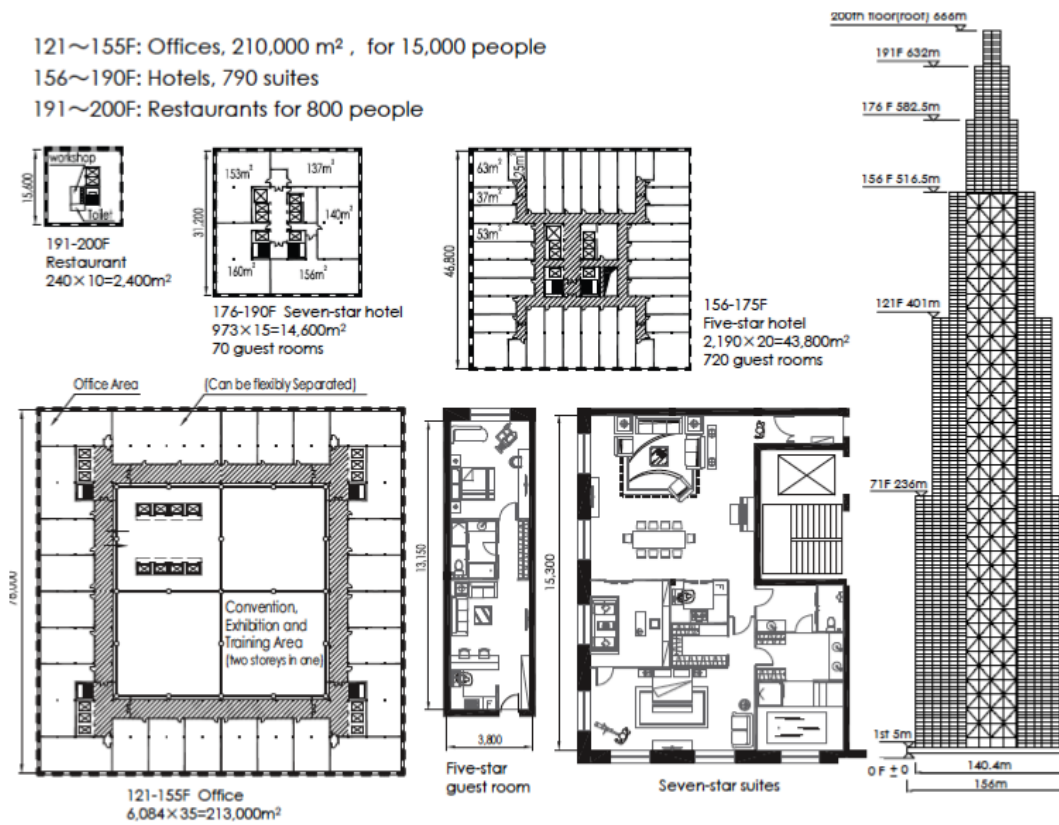 121~155F: Offices, 210,000 m² , for 15,000 people
156~190F: Hotels, 790 suites
191~200F: Restaurants for 800 people
workshop
Toilet
15,600
191-200F
Restaurant
240×10=2,400m²
153m²
137m²
140m²
160m²
156m²
31,200
176-190F Seven-star hotel
973×15=14,600m²
70 guest rooms
63m²
25m²
37m²
53m²
46,800
156-175F
Five-star hotel
2,190×20=43,800m²
720 guest rooms
Office Area
(Can be flexibly Separated)
78,000
Convention,
Exhibition and
Training Area
(two storeys in one)
121-155F Office
6,084×35=213,000m²
13,150
F
3,800
Five-star
guest room
15,300
F
Seven-star suites
200th floor(roof) 666m
191F 632m
176 F 582.5m
156 F 516.5m
121F 401m
71F 236m
1st 5m
0 F ± 0
140.4m
156m